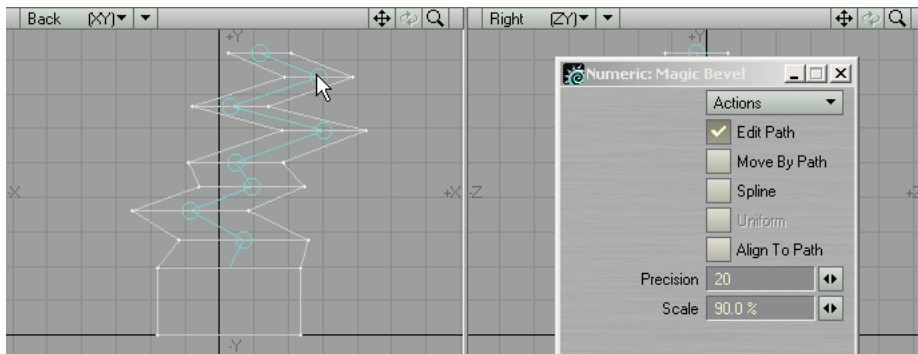 Back (XY)
Right (ZY)
+Y
+Y
Numeric: Magic Bevel
Actions
Edit Path
Move By Path
-X
+X
-Z
Spline
+Z
Uniform
Align To Path
Precision 20
Scale 90.0 %
-Y